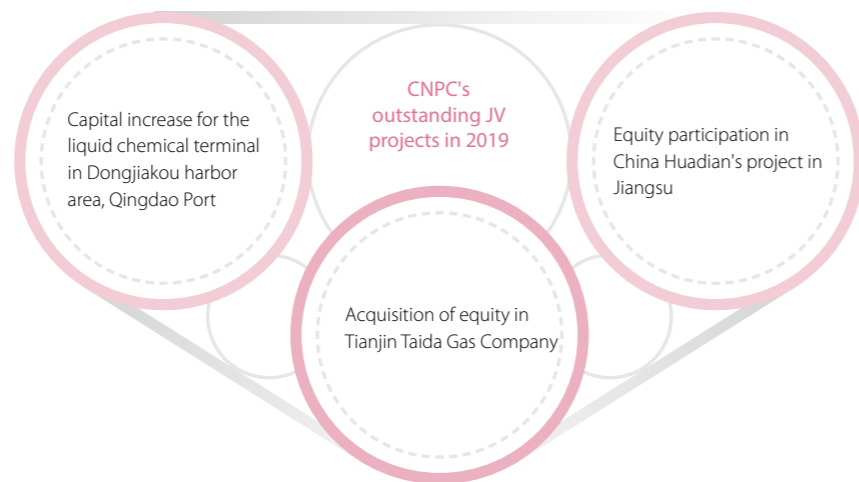 CNPC's
outstanding JV
projects in 2019
Capital increase for the
liquid chemical terminal
in Dongjiakou harbor
area, Qingdao Port
Equity participation in
China Huadian's project in
Jiangsu
Acquisition of equity in
Tianjin Taida Gas Company